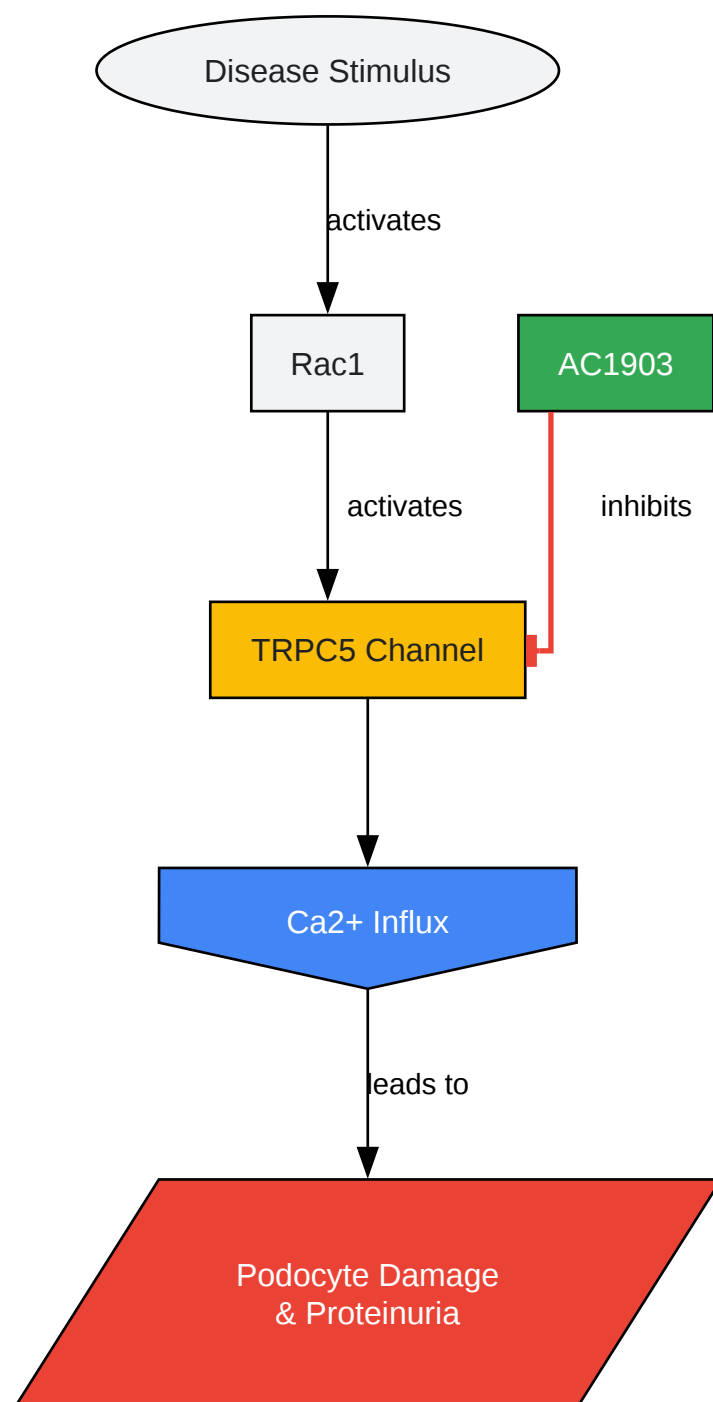 Disease Stimulus
activates
Rac1
AC1903
activates
inhibits
TRPC5 Channel
Ca2+ Influx
leads to
Podocyte Damage
& Proteinuria